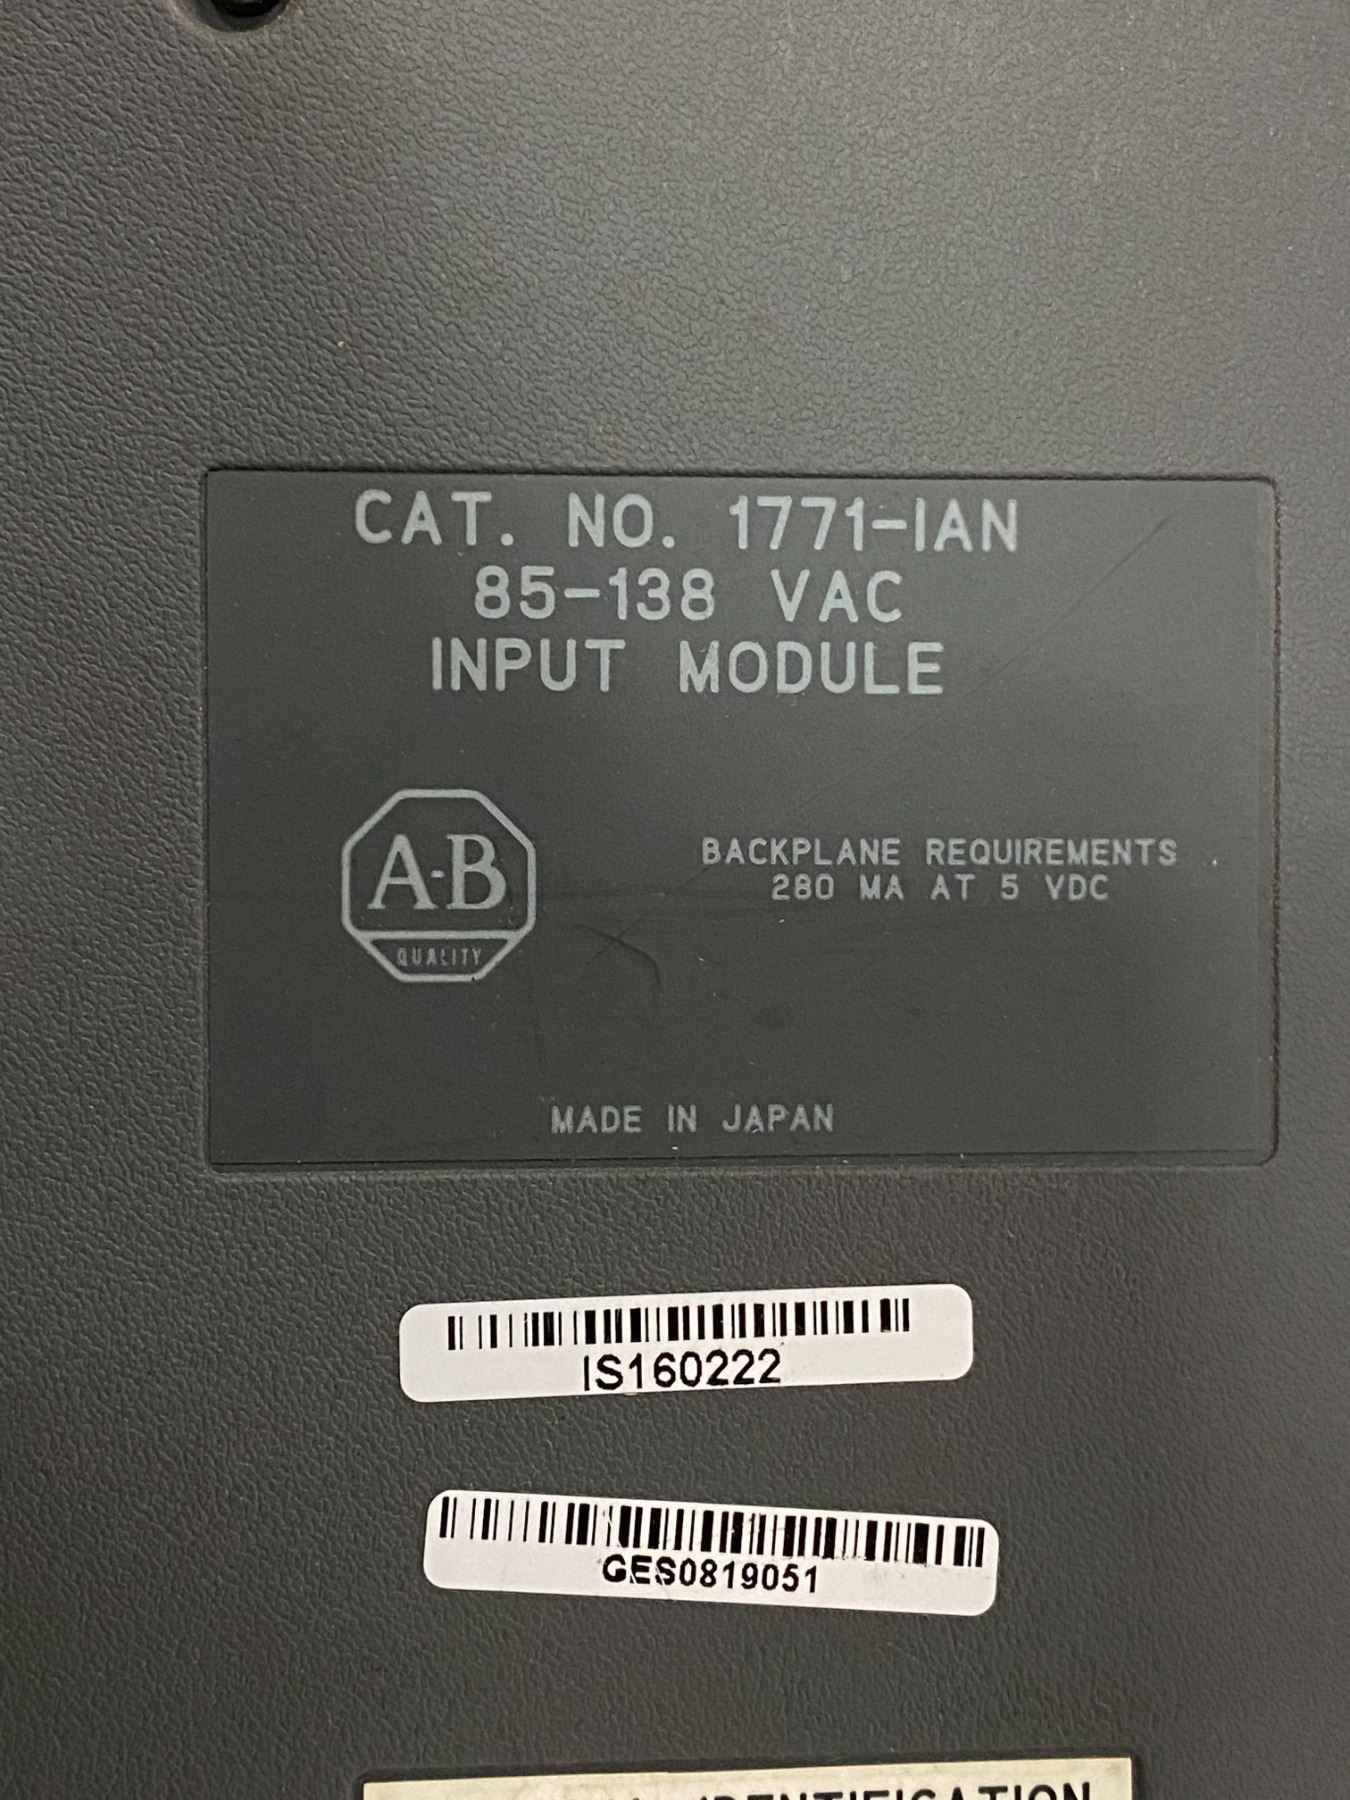 CAT. NO. 1771-IAN
85-138 VAC
INPUT MODULE
A-B
QUALITY
BACKPLANE REQUIREMENTS
280 MA AT 5 VDC
MADE IN JAPAN
IS160222
GES0819051
IDENTIFICATION